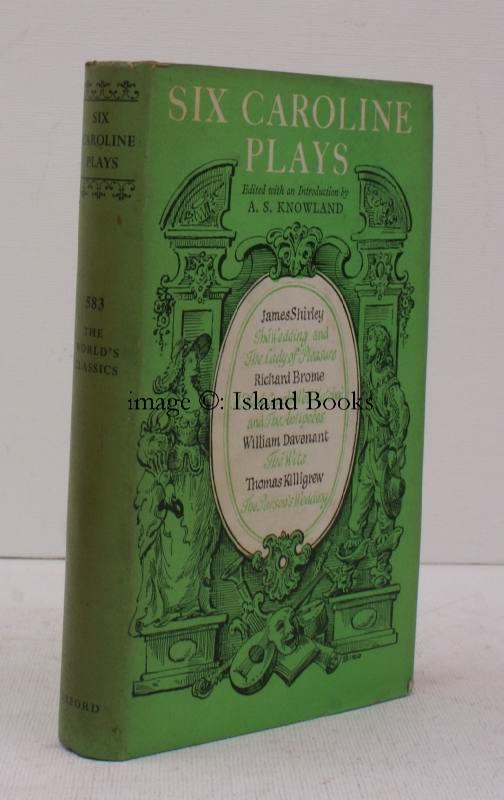 SIX
CAROLINE
PLAYS
583
THE
WORLD'S
CLASSICS
OXFORD
SIX CAROLINE
PLAYS
Edited with an Introduction by
A. S. KNOWLAND
James Shirley
The Wedding and
The Lady of Pleasure
Richard Brome
and The Antipodes
William Davenant
The Wits
Thomas Killigrew
The Parson's Wedding
image ©: Island Books